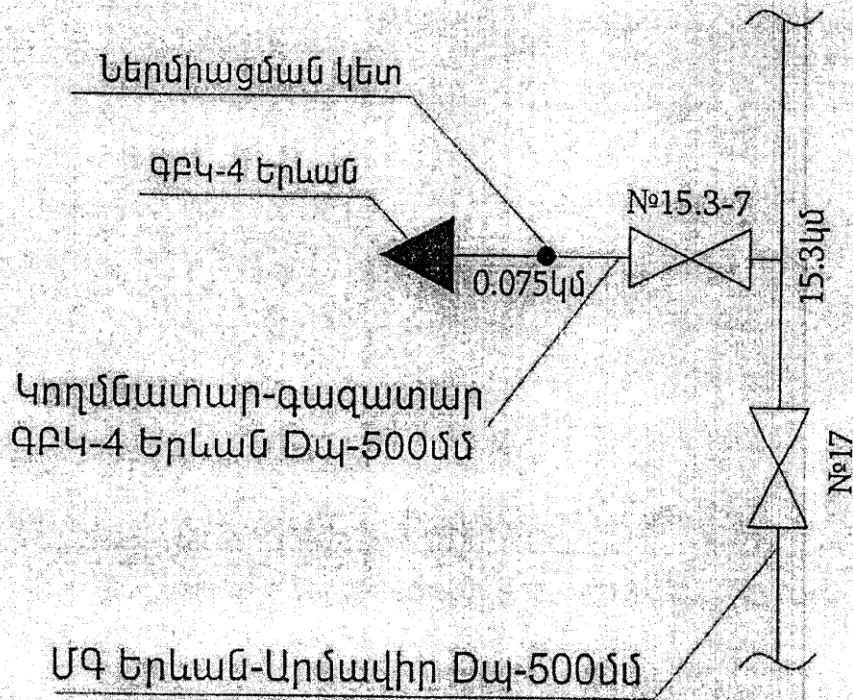 Ներմիացման կետ
ԳԲԿ-4 Երևան
№15.3-7
0.075կմ
15.3կմ
Կողմնատար-գազատար
ԳԲԿ-4 Երևան Dպ-500մմ
№17
ՄԳ Երևան-Արմավիր Dպ-500մմ